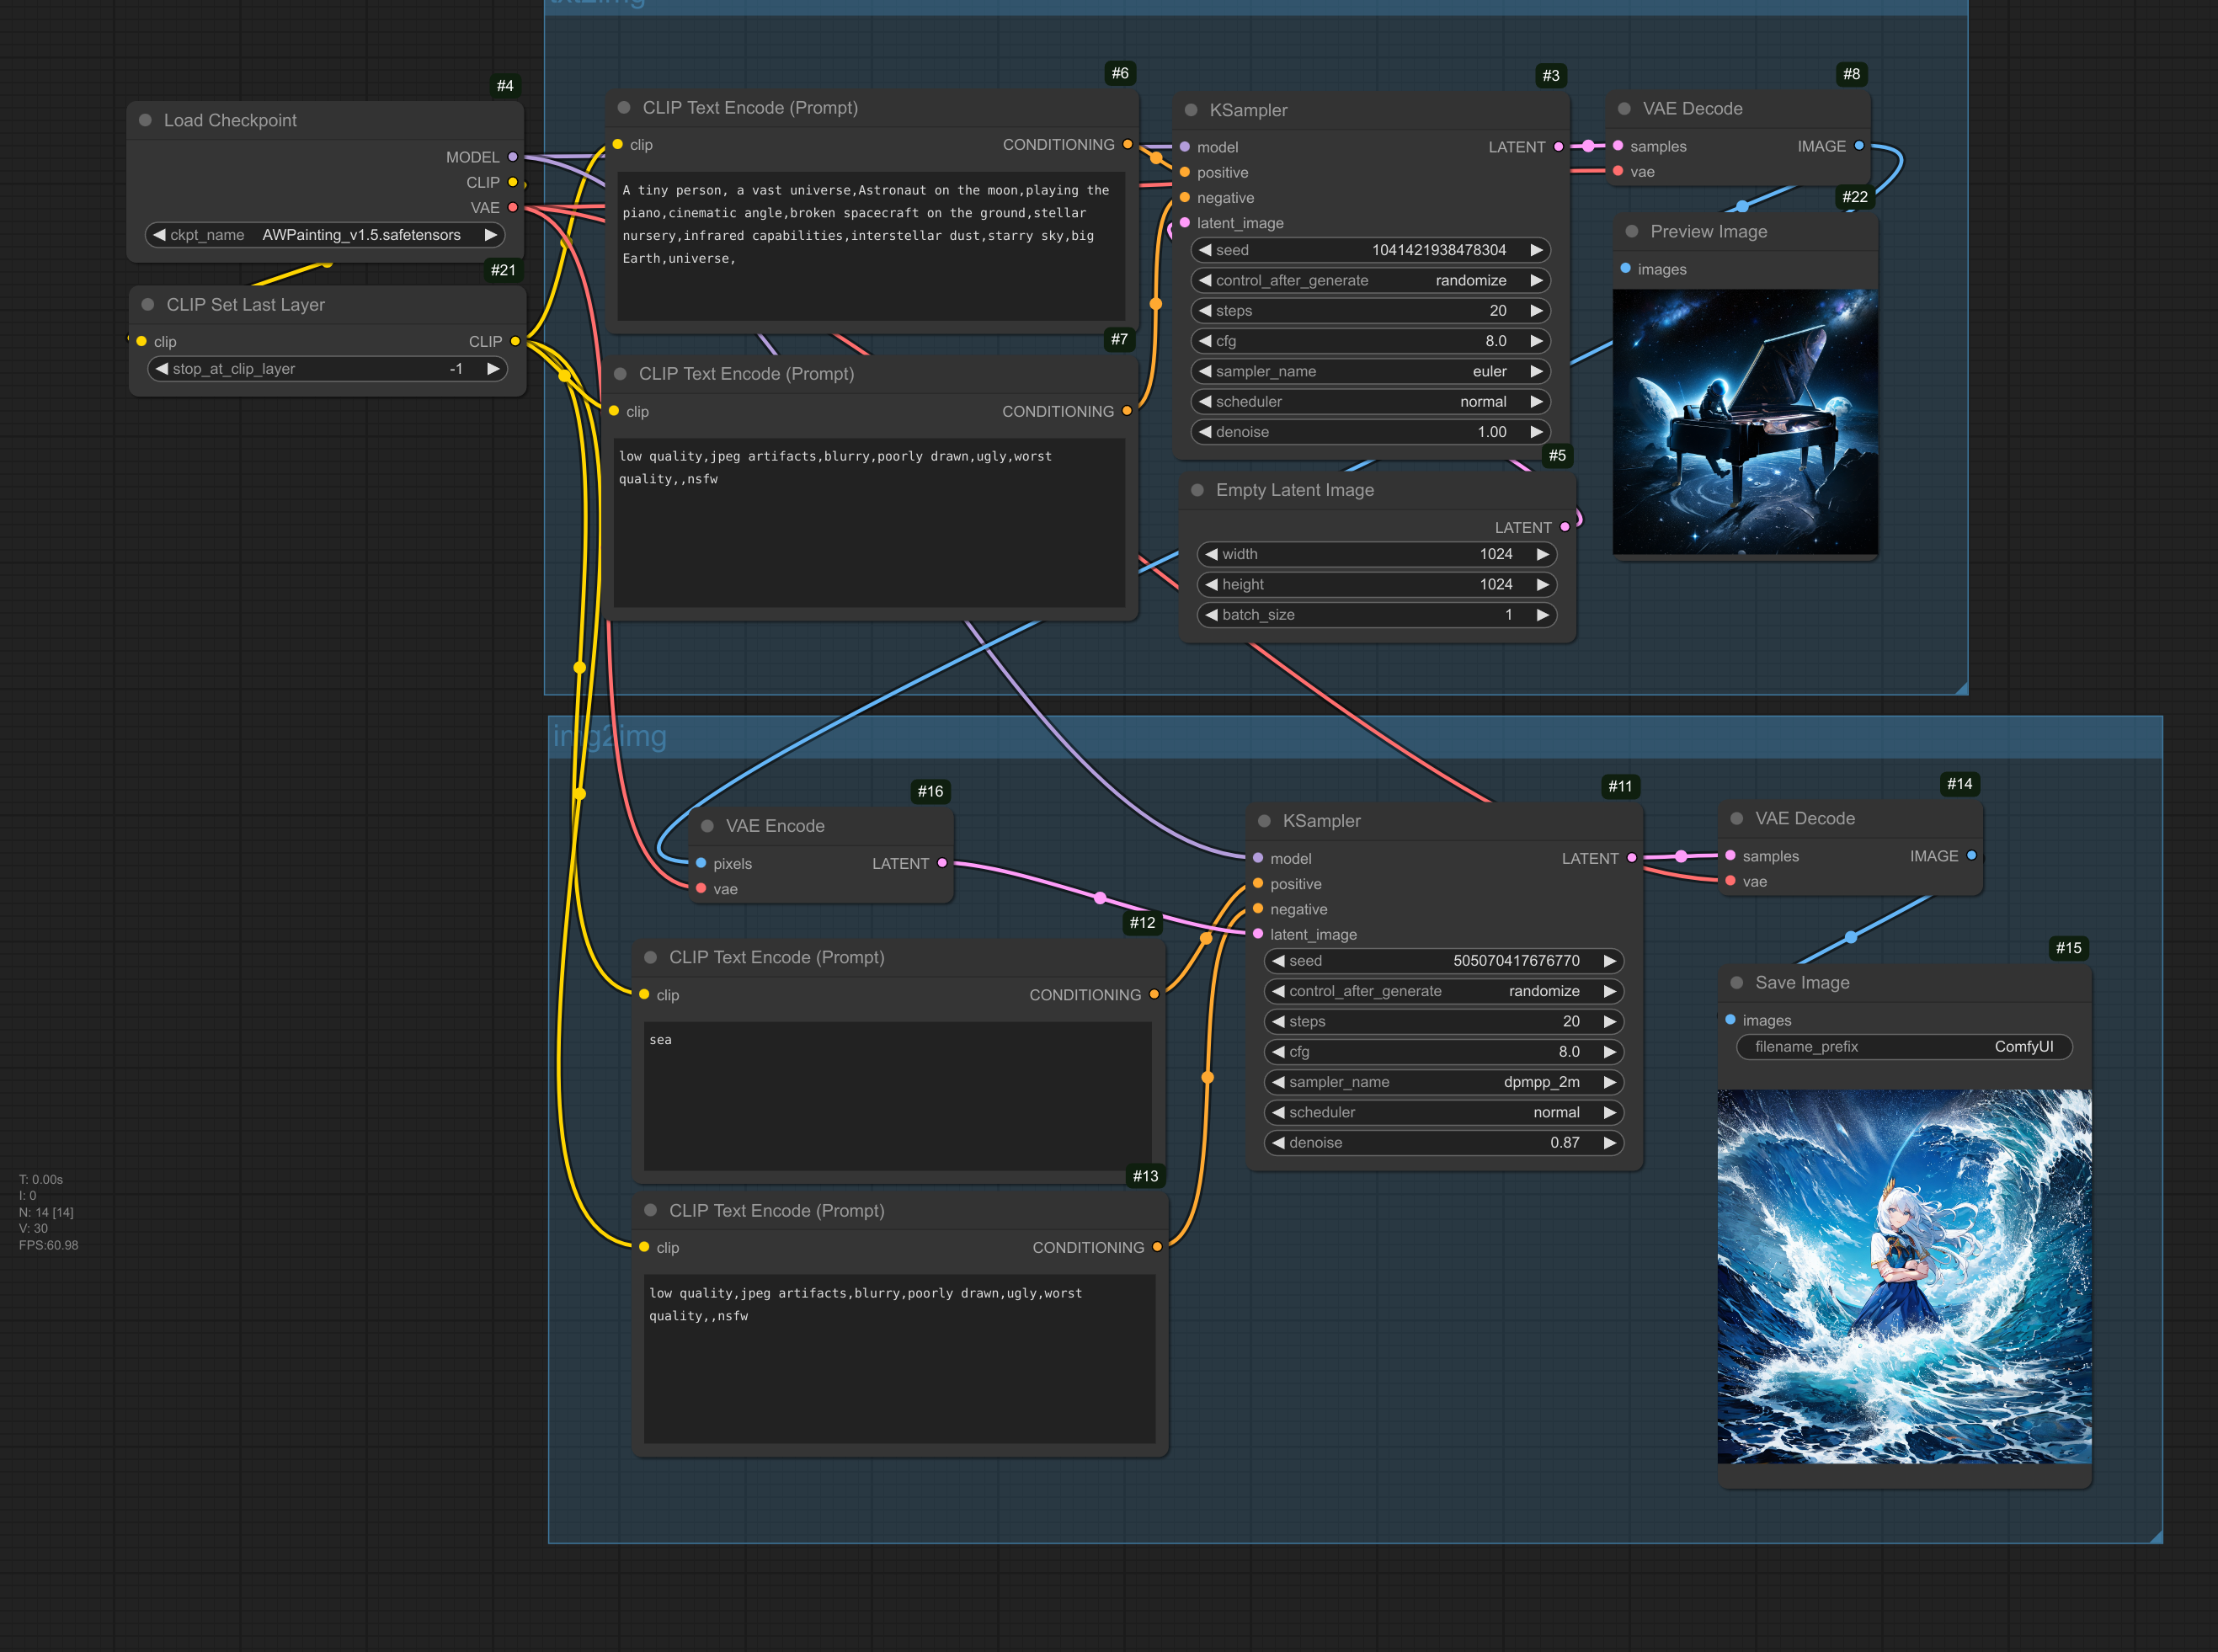 txt2img
#4
Load Checkpoint
MODEL
CLIP
VAE
ckpt_name AWPainting_v1.5.safetensors
#21
CLIP Set Last Layer
clip CLIP
stop_at_clip_layer -1
#6
CLIP Text Encode (Prompt)
clip CONDITIONING
A tiny person, a vast universe,Astronaut on the moon,playing the
piano,cinematic angle,broken spacecraft on the ground,stellar
nursery,infrared capabilities,interstellar dust,starry sky,big
Earth,universe,
#7
CLIP Text Encode (Prompt)
clip CONDITIONING
low quality,jpeg artifacts,blurry,poorly drawn,ugly,worst
quality,,nsfw
#3
KSampler
model LATENT
positive
negative
latent_image
seed 1041421938478304
control_after_generate randomize
steps 20
cfg 8.0
sampler_name euler
scheduler normal
denoise 1.00
#5
Empty Latent Image
LATENT
width 1024
height 1024
batch_size 1
#8
VAE Decode
samples IMAGE
vae
#22
Preview Image
images
img2img
#16
VAE Encode
pixels LATENT
vae
#12
CLIP Text Encode (Prompt)
clip CONDITIONING
sea
#13
CLIP Text Encode (Prompt)
clip CONDITIONING
low quality,jpeg artifacts,blurry,poorly drawn,ugly,worst
quality,,nsfw
#11
KSampler
model LATENT
positive
negative
latent_image
seed 505070417676770
control_after_generate randomize
steps 20
cfg 8.0
sampler_name dpmpp_2m
scheduler normal
denoise 0.87
#14
VAE Decode
samples IMAGE
vae
#15
Save Image
images
filename_prefix ComfyUI
T: 0.00s
I: 0
N: 14 [14]
V: 30
FPS:60.98